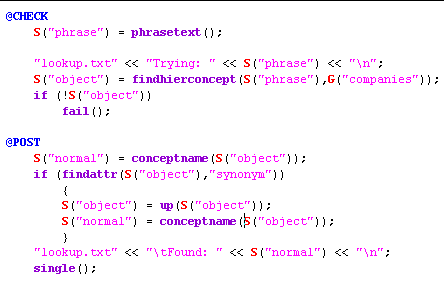 @CHECK
S("phrase") = phrasetext();
"lookup.txt" << "Trying: " << S("phrase") << "\n";
S("object") = findhierconcept(S("phrase"),G("companies"));
if (!S("object"))
fail();
@POST
S("normal") = conceptname(S("object"));
if (findattr(S("object"),"synonym"))
{
S("object") = up(S("object"));
S("normal") = conceptname(S("object"));
}
"lookup.txt" << "\tFound: " << S("normal") << "\n";
single();